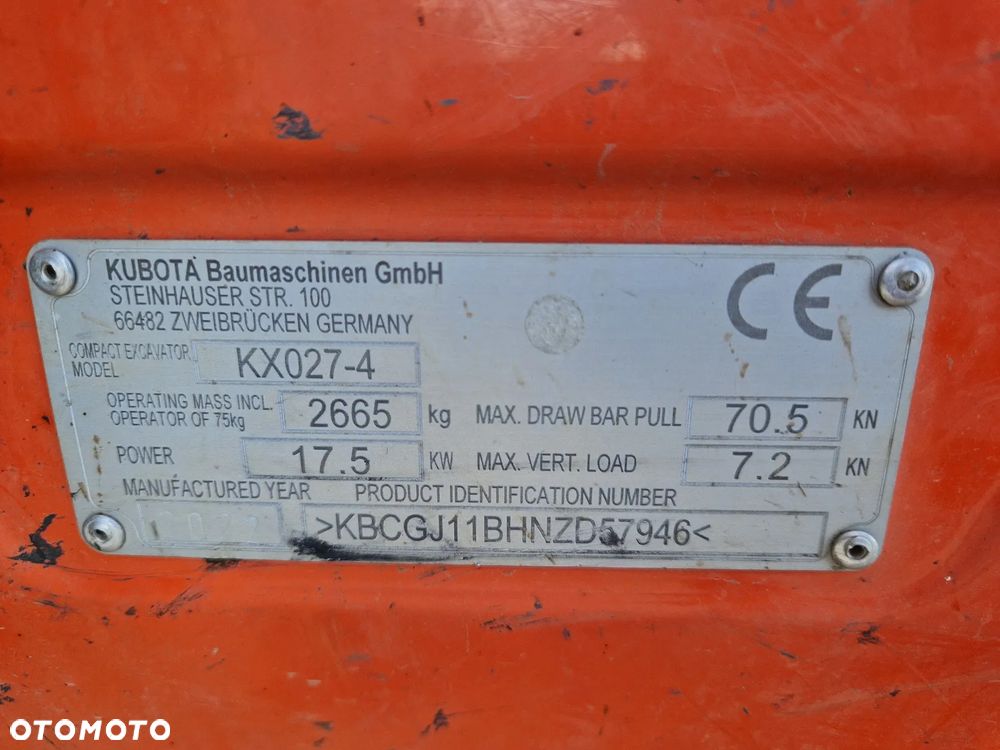 KUBOTA Baumaschinen GmbH
STEINHAUSER STR. 100
66482 ZWEIBRÜCKEN GERMANY
CE
COMPACT EXCAVATOR
MODEL
KX027-4
OPERATING MASS INCL.
OPERATOR OF 75kg
2665 kg
MAX. DRAW BAR PULL 70.5 KN
POWER 17.5 KW
MAX. VERT. LOAD 7.2 KN
MANUFACTURED YEAR
PRODUCT IDENTIFICATION NUMBER
>KBCGJ11BHNZD57946<
OTOMOTO